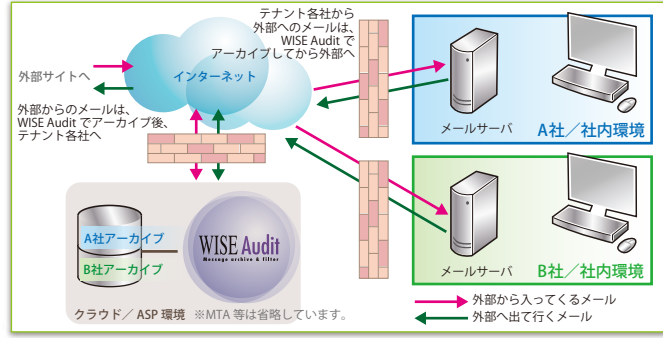 テナント各社から
外部へのメールは、
WISE Audit で
アーカイブしてから外部へ
インターネット
外部サイトへ
外部からのメールは、
WISE Audit でアーカイブ後、
テナント各社へ
メールサーバ
A社／社内環境
A社アーカイブ
B社アーカイブ
WISE Audit
Message archive & filter
メールサーバ
B社／社内環境
クラウド／ ASP 環境 ※MTA 等は省略しています。
外部から入ってくるメール
外部へ出て行くメール